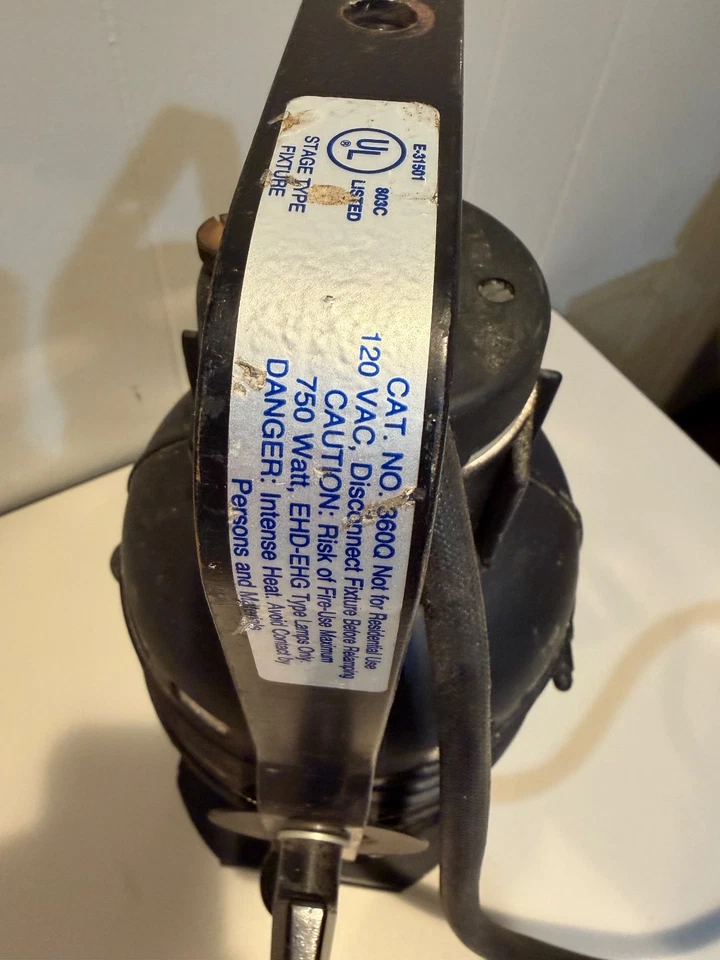 E-31501
UL ®
803C
LISTED
STAGE TYPE
FIXTURE
CAT. NO. 360Q Not for Residential Use
120 VAC, Disconnect Fixture Before Relamping
CAUTION: Risk of Fire-Use Maximum
750 Watt, EHD-EHG Type Lamps Only.
DANGER: Intense Heat. Avoid Contact by
Persons and Materials